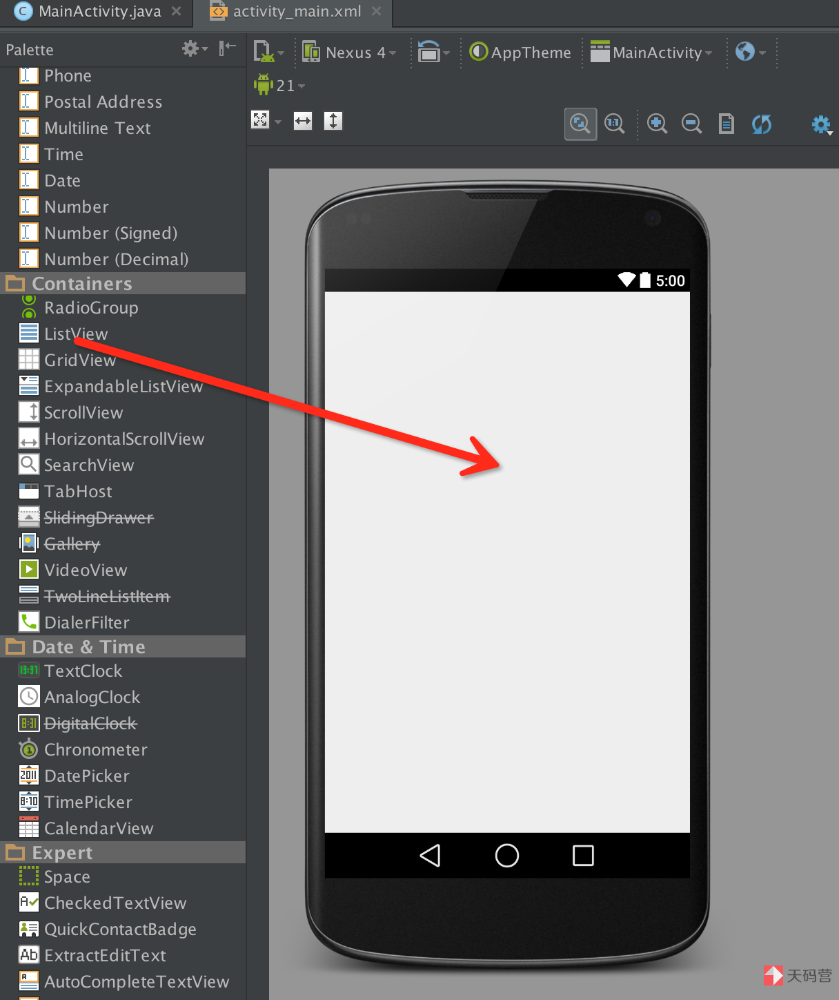 MainActivity.java
activity_main.xml
Palette
Nexus 4
AppTheme
MainActivity
21
1:1
Phone
Postal Address
Multiline Text
Time
Date
Number
Number (Signed)
Number (Decimal)
Containers
RadioGroup
ListView
GridView
ExpandableListView
ScrollView
HorizontalScrollView
SearchView
TabHost
SlidingDrawer
Gallery
VideoView
TwoLineListItem
DialerFilter
Date & Time
TextClock
AnalogClock
DigitalClock
Chronometer
DatePicker
TimePicker
CalendarView
Expert
Space
CheckedTextView
QuickContactBadge
ExtractEditText
AutoCompleteTextView
5:00
天码营